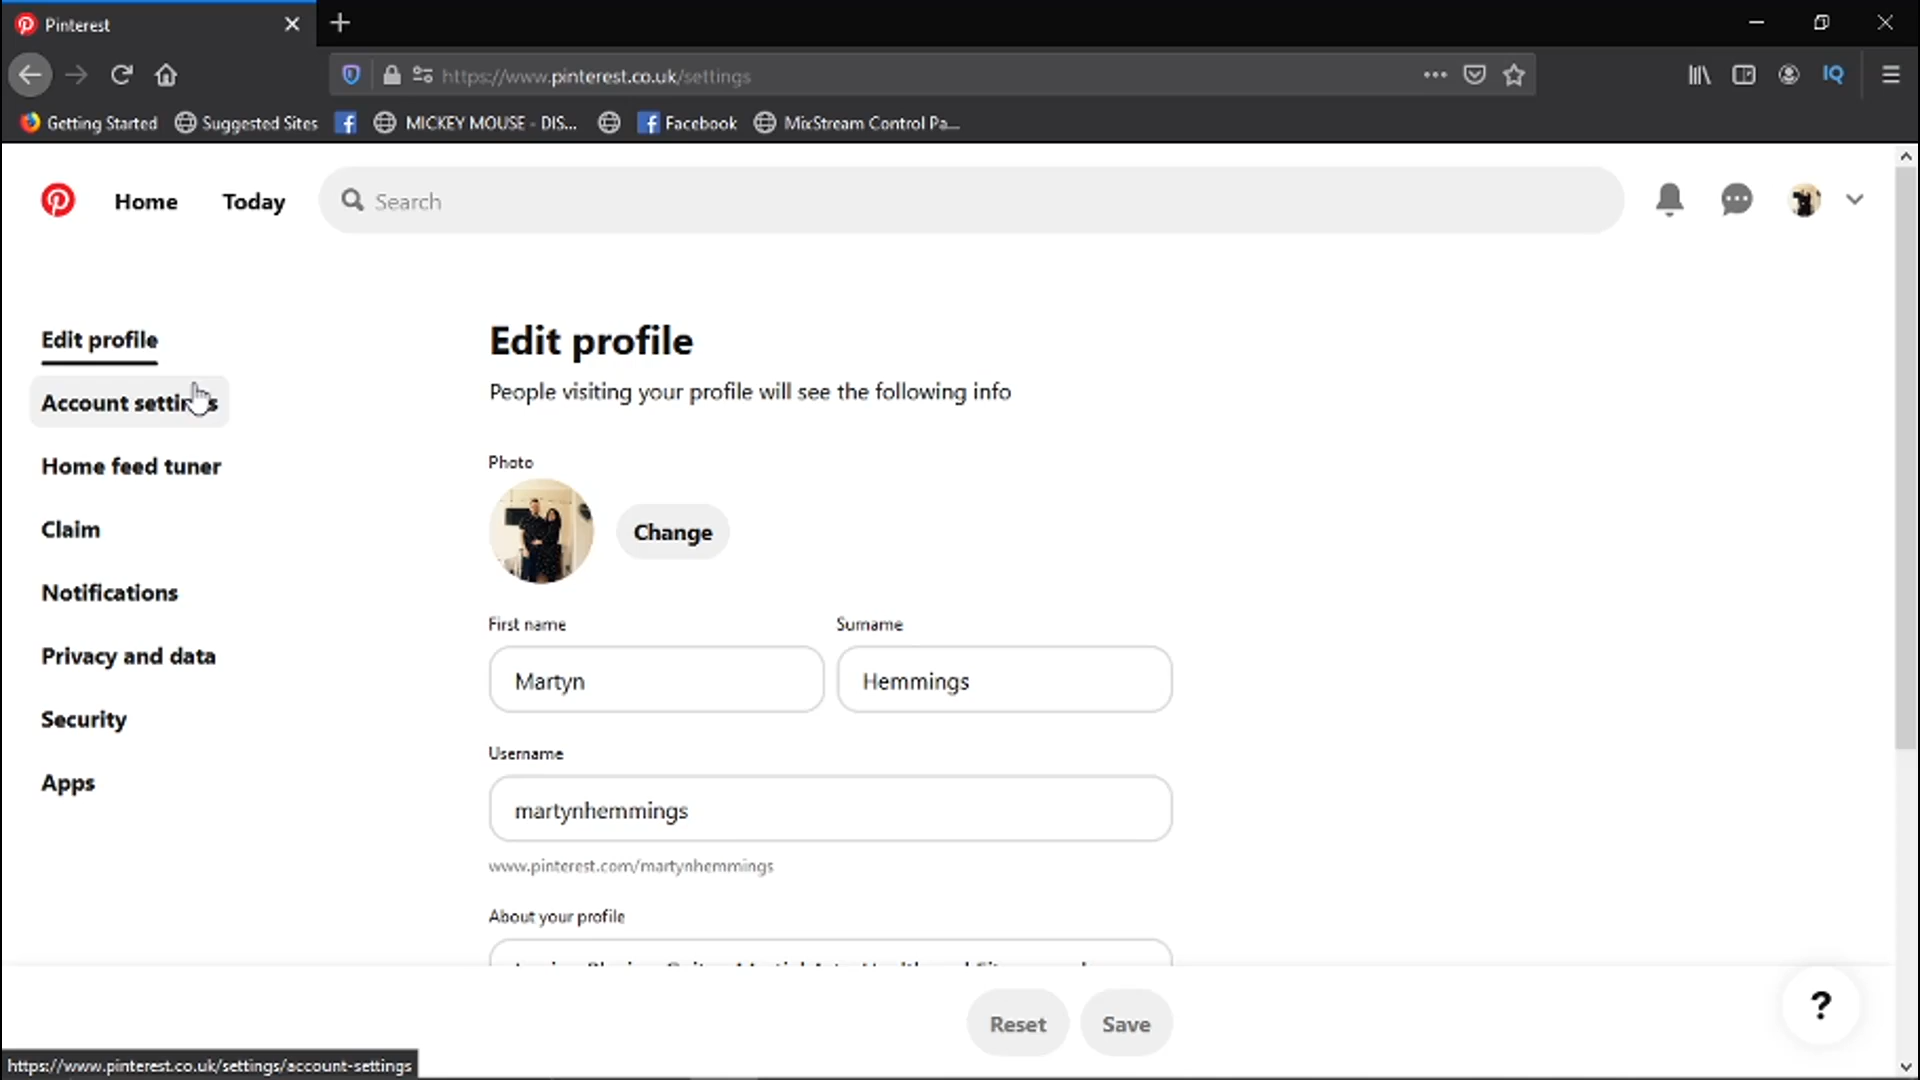 Pinterest
https://www.pinterest.co.uk/settings
IQ
Getting Started
Suggested Sites
MICKEY MOUSE - DIS...
Facebook
MixStream Control Pa...
Home
Today
Search
Edit profile
Account settings
Home feed tuner
Claim
Notifications
Privacy and data
Security
Apps
Edit profile
People visiting your profile will see the following info
Photo
Change
First name
Surname
Martyn
Hemmings
Username
martynhemmings
www.pinterest.com/martynhemmings
About your profile
Reset
Save
?
https://www.pinterest.co.uk/settings/account-settings